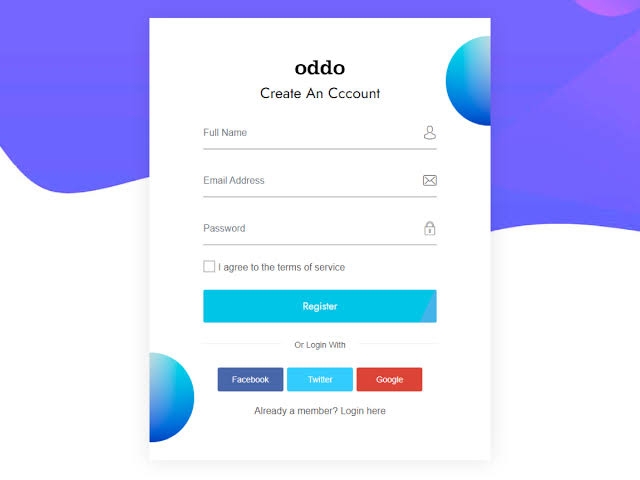 oddo
Create An Cccount
Full Name
Email Address
Password
I agree to the terms of service
Register
Or Login With
Facebook Twitter Google
Already a member? Login here